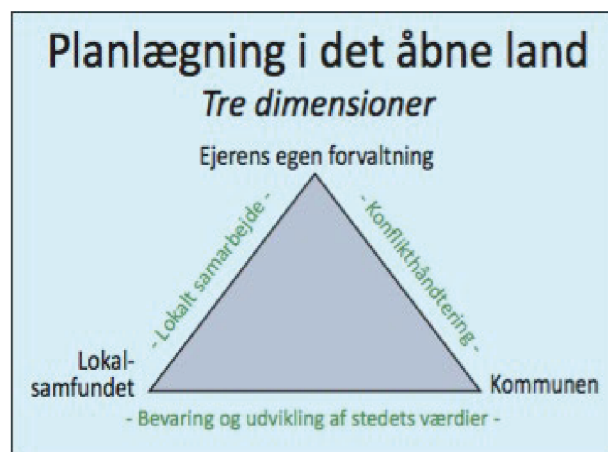 Planlægning i det åbne land
Tre dimensioner
Ejerens egen forvaltning
- Lokalt samarbejde -
- Konflikthåndtering -
Lokal-
samfundet
Kommunen
- Bevaring og udvikling af stedets værdier -